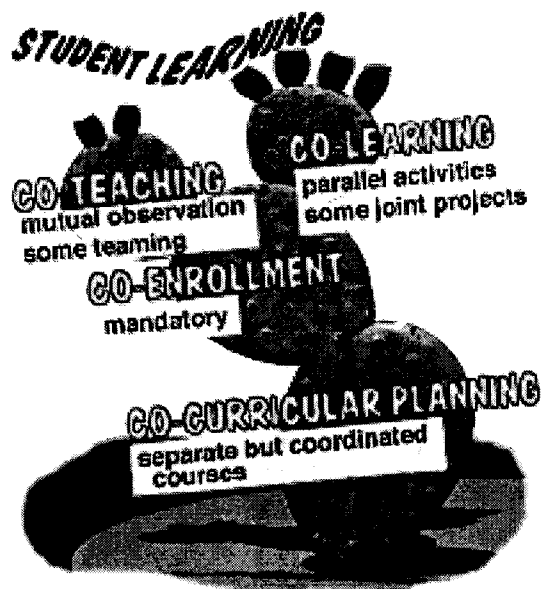 STUDENT LEARNING
CO-TEACHING
mutual observation
some teaming
CO-LEARNING
parallel activities
some joint projects
CO-ENROLLMENT
mandatory
CO-CURRICULAR PLANNING
separate but coordinated
courses